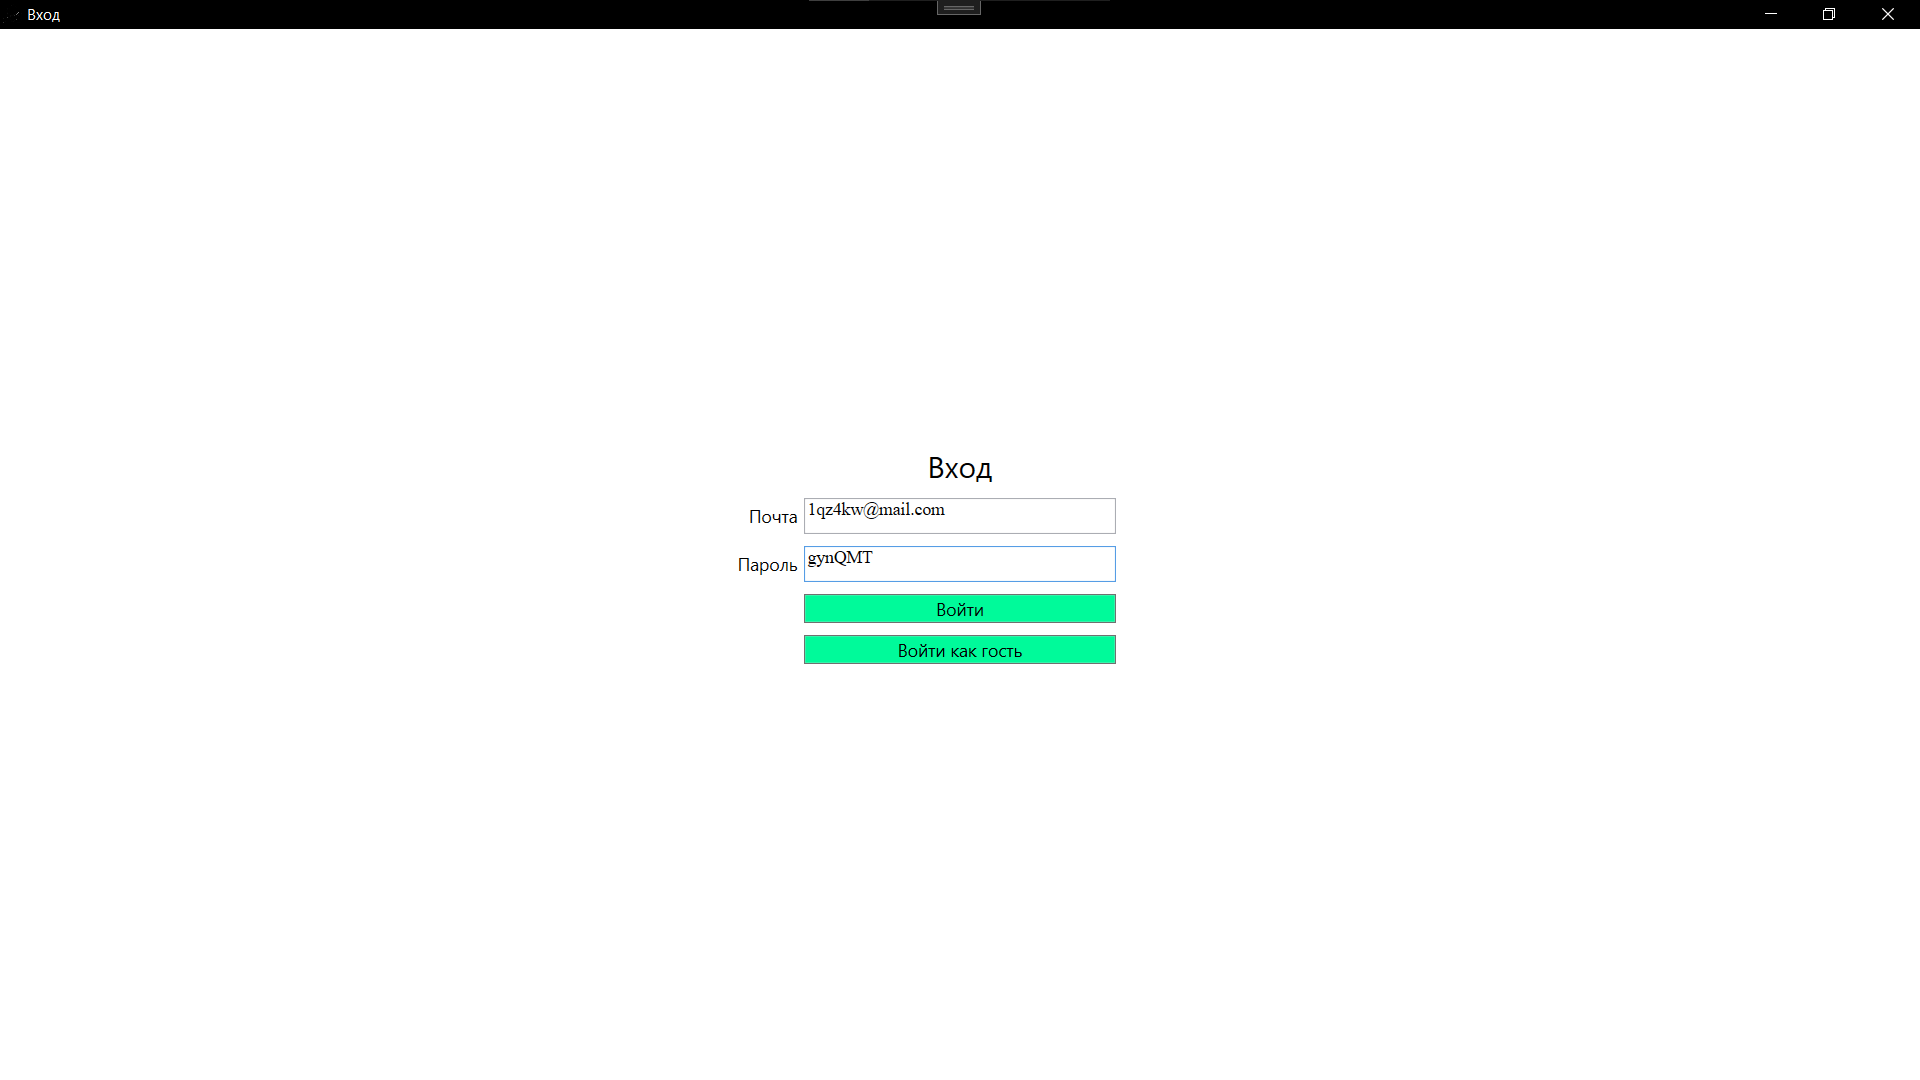 Вход
Вход
Почта 1qz4kw@mail.com
Пароль gynQMT
Войти
Войти как гость